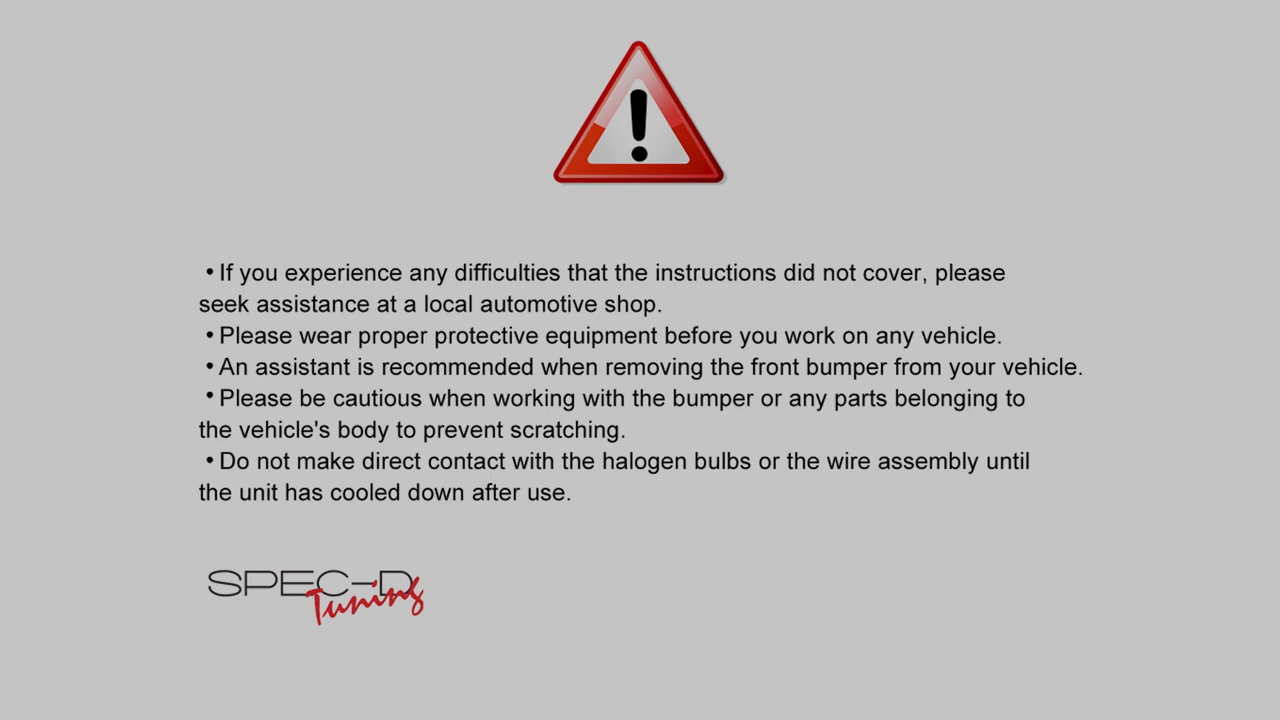 • If you experience any difficulties that the instructions did not cover, please
seek assistance at a local automotive shop.
• Please wear proper protective equipment before you work on any vehicle.
• An assistant is recommended when removing the front bumper from your vehicle.
• Please be cautious when working with the bumper or any parts belonging to
the vehicle's body to prevent scratching.
• Do not make direct contact with the halogen bulbs or the wire assembly until
the unit has cooled down after use.
SPEC-D
Tuning